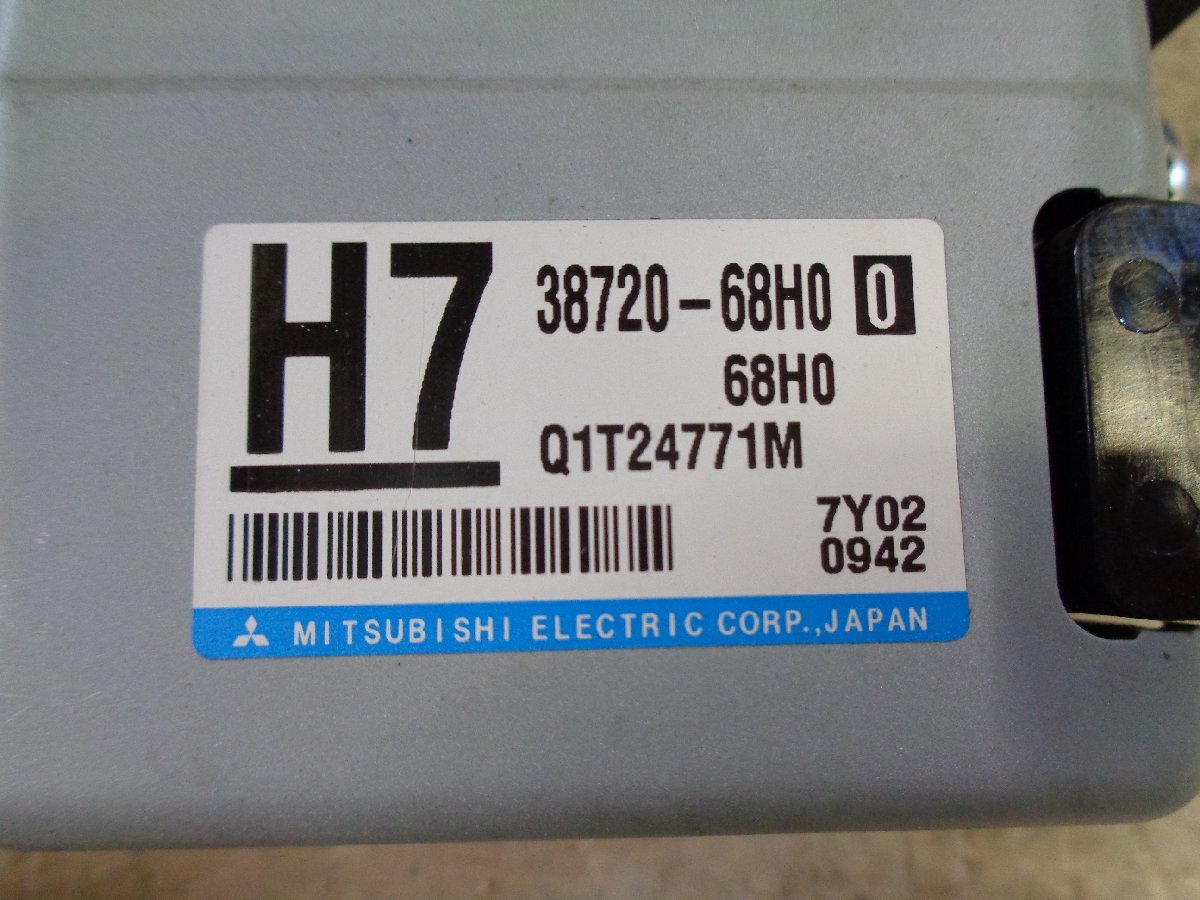 H7
38720-68H0 0
68H0
Q1T24771M
7Y02
0942
MITSUBISHI ELECTRIC CORP.,JAPAN